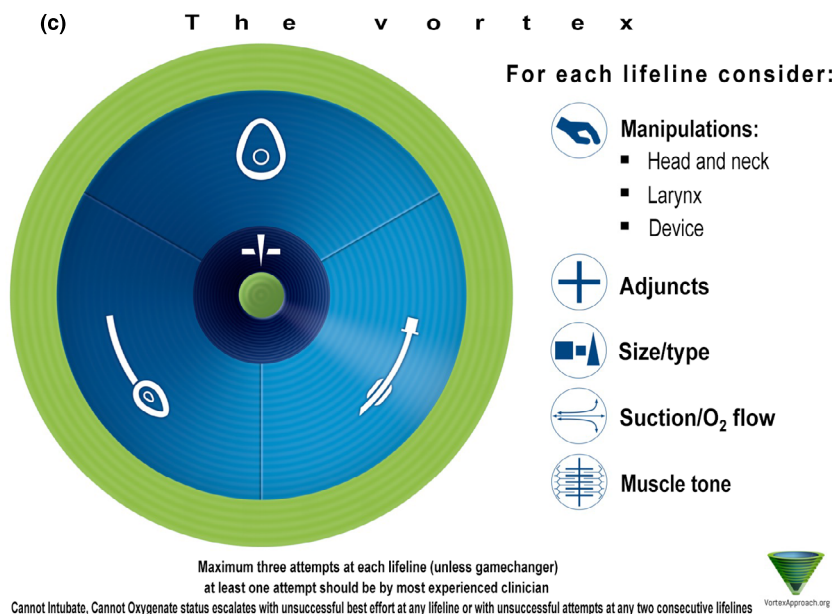 (c)
The vortex
For each lifeline consider:
Manipulations:
▪ Head and neck
▪ Larynx
▪ Device
Adjuncts
Size/type
Suction/O₂ flow
Muscle tone
Maximum three attempts at each lifeline (unless gamechanger)
at least one attempt should be by most experienced clinician
Cannot Intubate, Cannot Oxygenate status escalates with unsuccessful best effort at any lifeline or with unsuccessful attempts at any two consecutive lifelines
VortexApproach.org